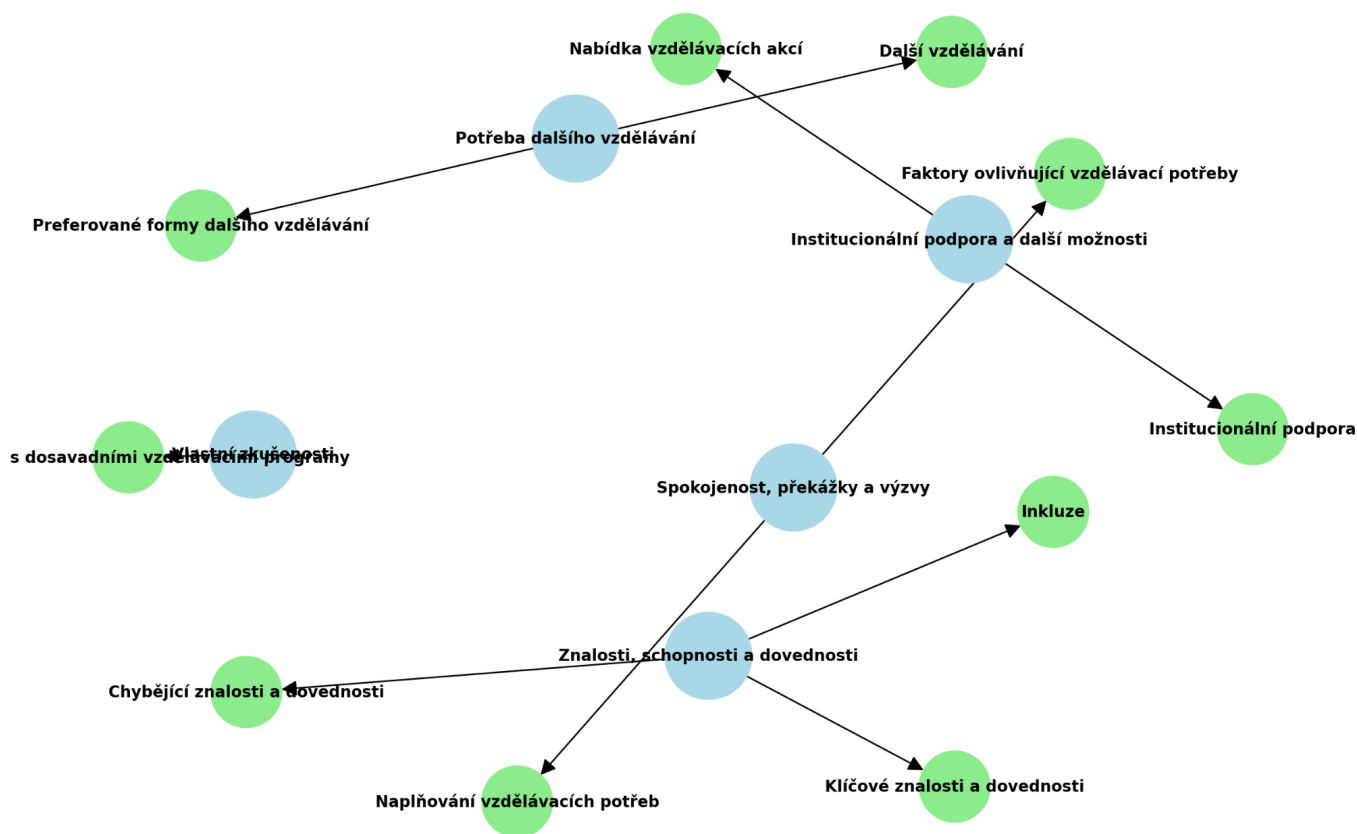 Nabídka vzdělávacích akcí
Další vzdělávání
Potřeba dalšího vzdělávání
Faktory ovlivňující vzdělávací potřeby
Preferované formy dalšího vzdělávání
Institucionální podpora a další možnosti
Institucionální podpora
Vlastní zkušenosti
s dosavadními vzdělávacími programy
Spokojenost, překážky a výzvy
Inkluze
Znalosti, schopnosti a dovednosti
Chybějící znalosti a dovednosti
Klíčové znalosti a dovednosti
Naplňování vzdělávacích potřeb